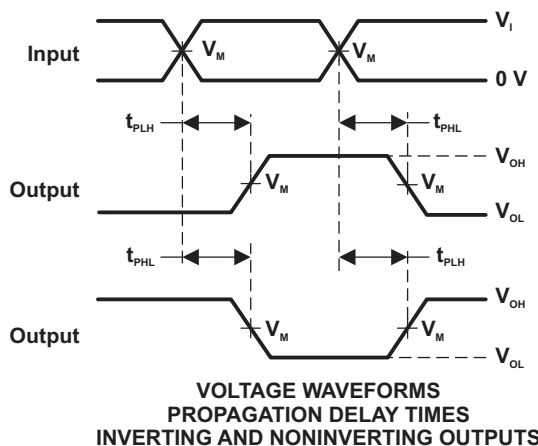 V_I
Input
V_M
V_M
0 V
t_PLH
t_PHL
V_OH
Output
V_M
V_M
V_OL
t_PHL
t_PLH
V_OH
Output
V_M
V_M
V_OL
VOLTAGE WAVEFORMS
PROPAGATION DELAY TIMES
INVERTING AND NONINVERTING OUTPUTS